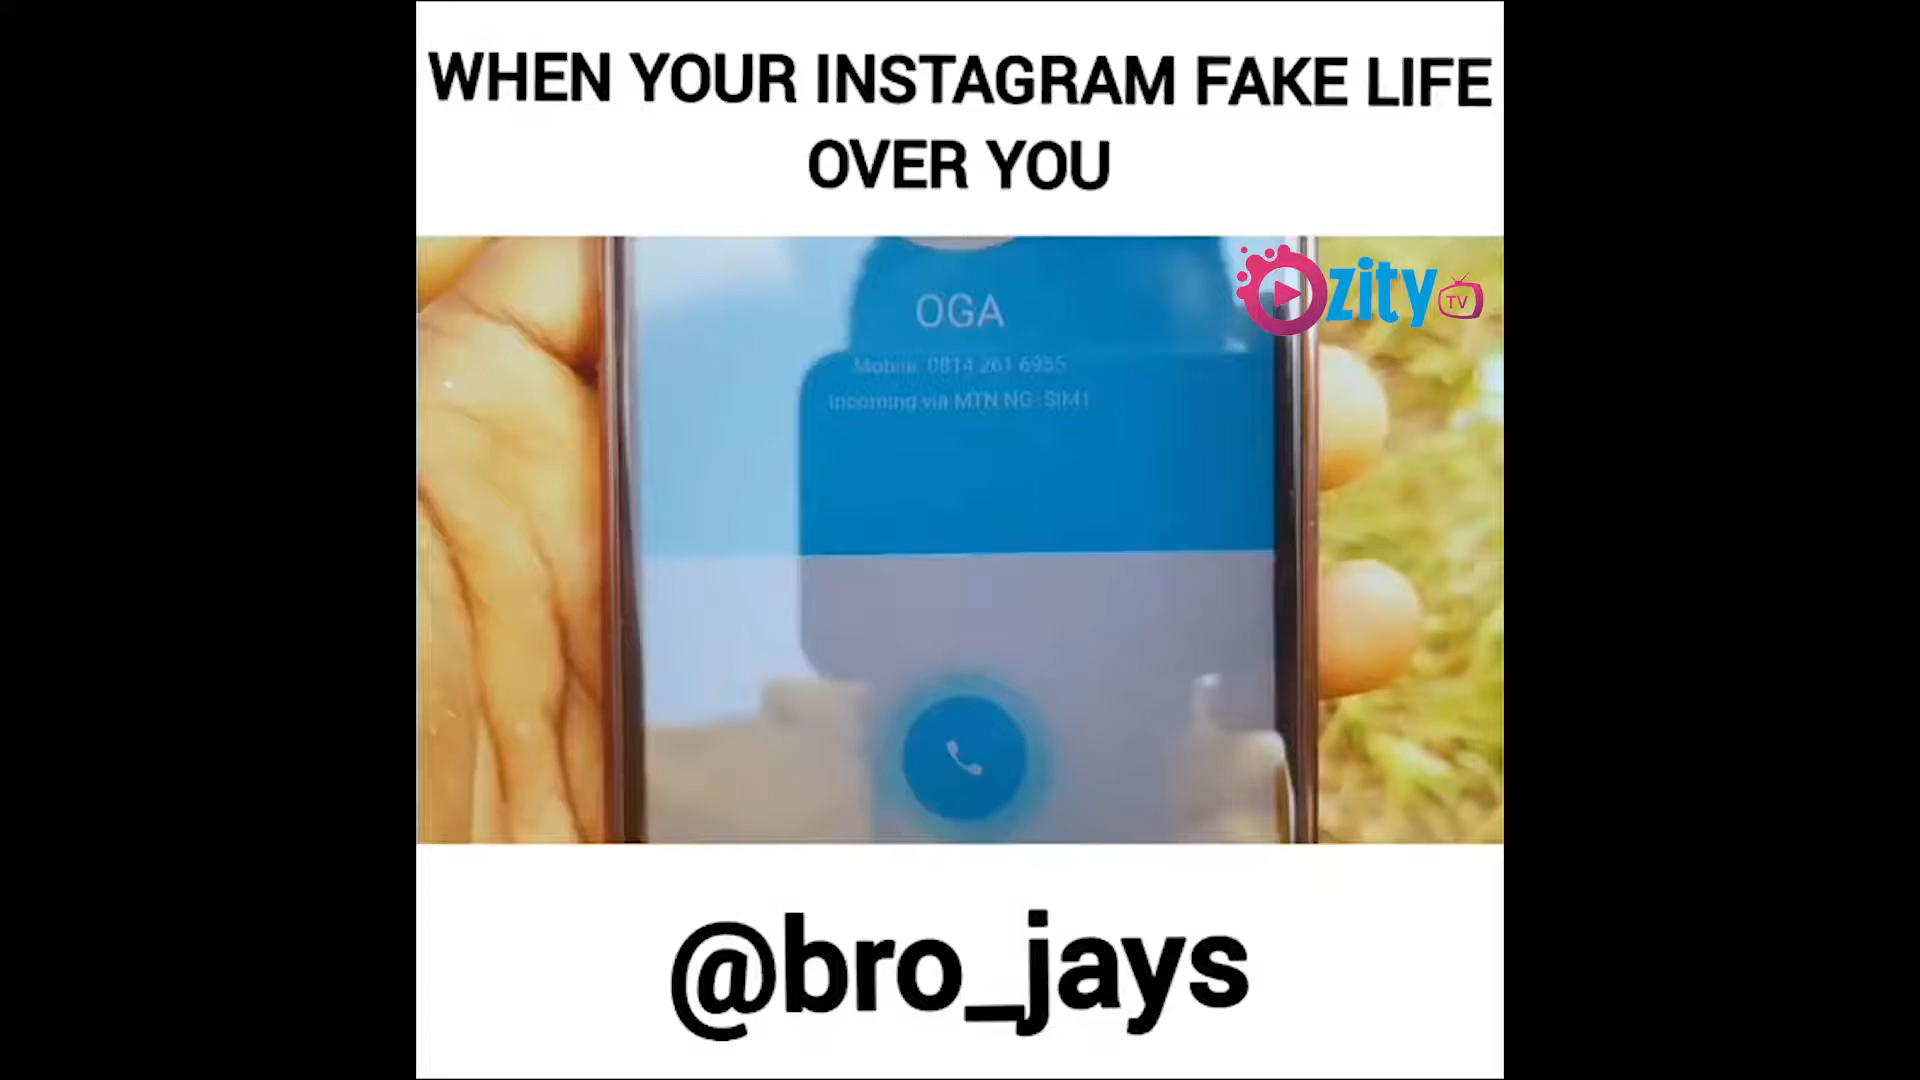 WHEN YOUR INSTAGRAM FAKE LIFE
OVER YOU
Ozity TV
OGA
Mobile: 0814 261 6955
Incoming via MTN NG SIM1
@bro_jays